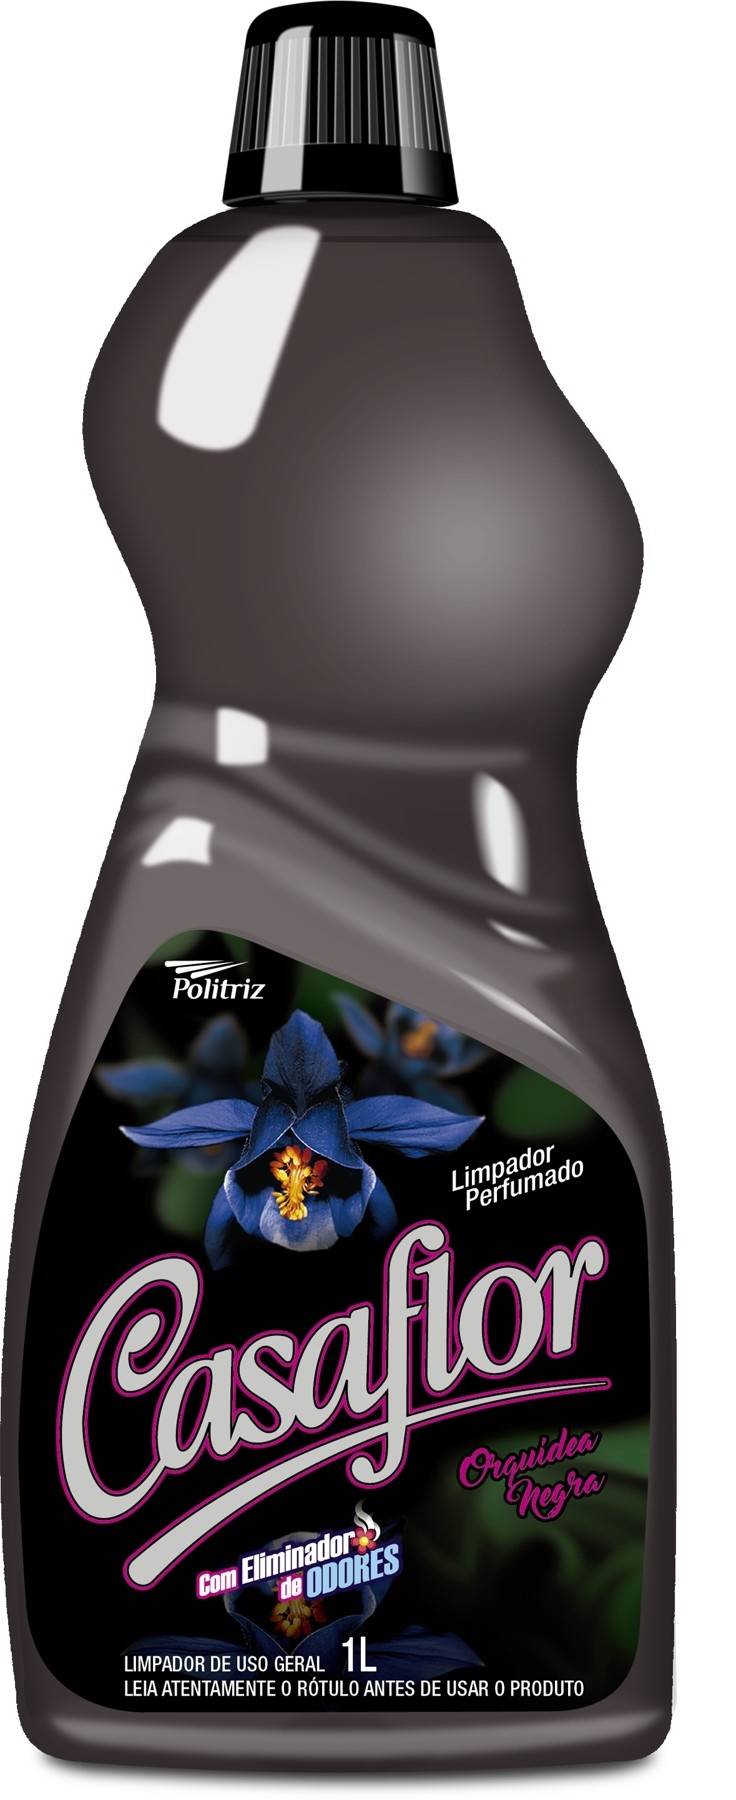 Politriz
Limpador
Perfumado
Casaflor
Orquídea
Negra
Com Eliminador
de ODORES
LIMPADOR DE USO GERAL 1L
LEIA ATENTAMENTE O RÓTULO ANTES DE USAR O PRODUTO